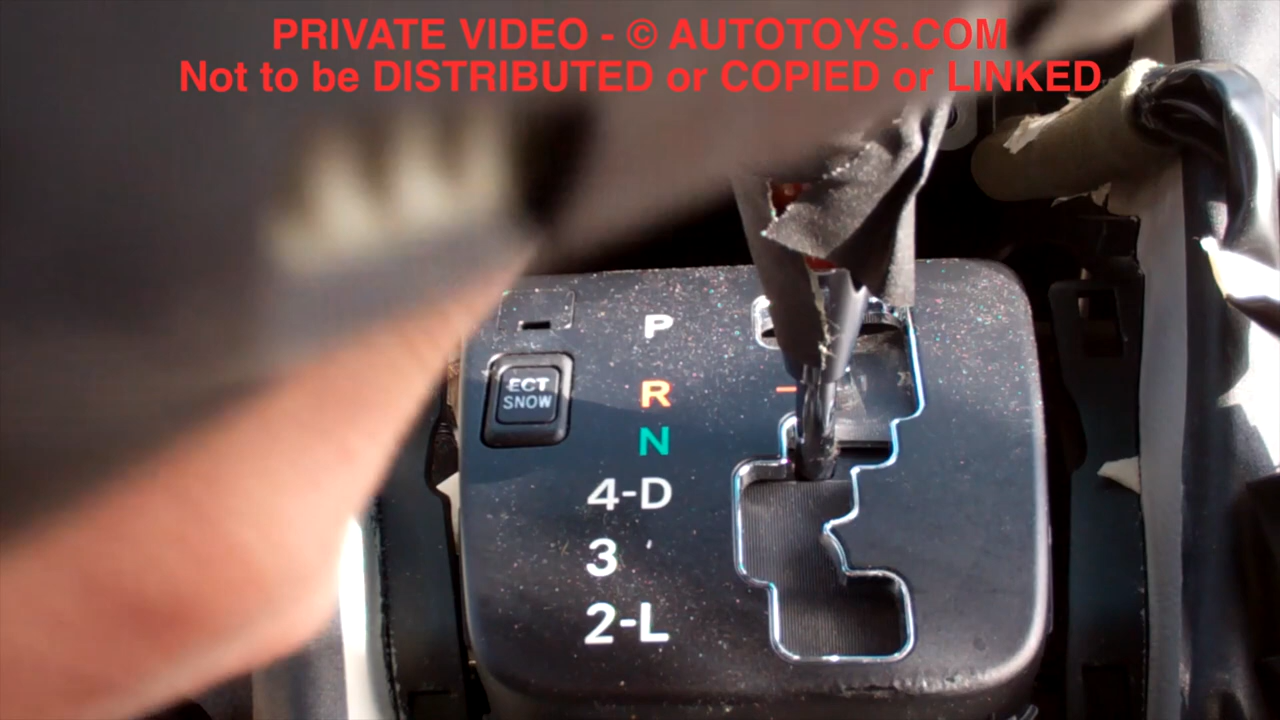 PRIVATE VIDEO - © AUTOTOYS.COM
Not to be DISTRIBUTED or COPIED or LINKED
P
ECT
SNOW
R
N
4-D
3
2-L